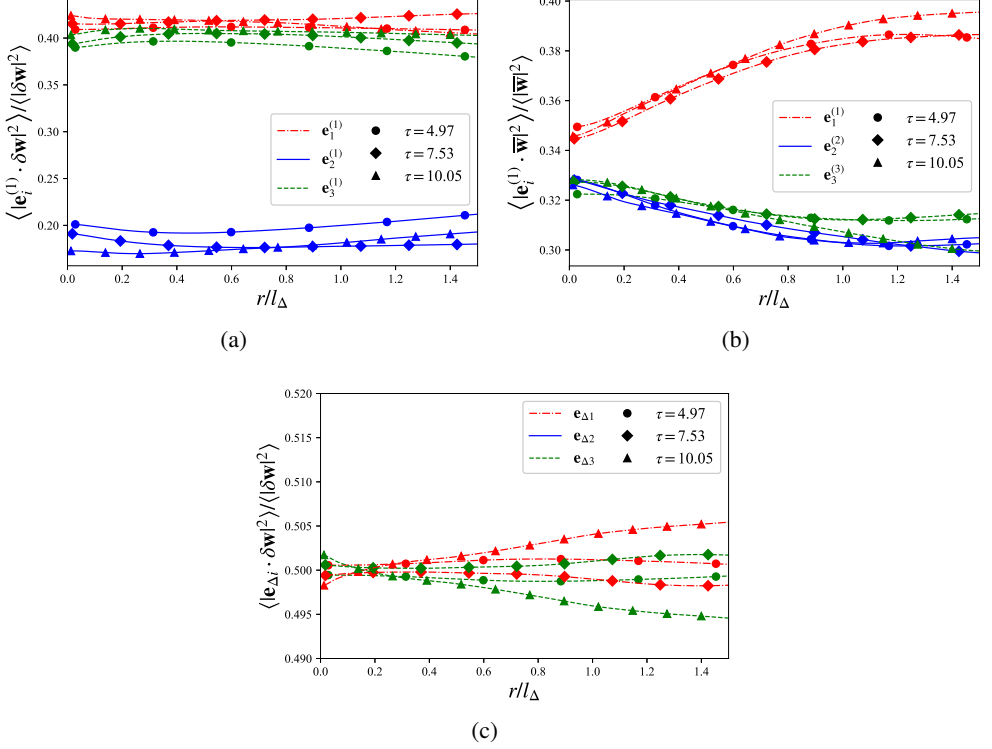 0.40
0.30
0.20
⟨|e_i^(1) · δw|²⟩/⟨|δw|²⟩
e_1^(1)
e_2^(1)
e_3^(1)
τ=4.97
τ=7.53
τ=10.05
0.0 0.2 0.4 0.6 0.8 1.0 1.2 1.4
r/l_Δ
(a)
0.40
0.38
0.36
0.34
0.32
0.30
⟨|e_i^(1) · w̅|²⟩/⟨|w̅|²⟩
e_1^(1)
e_2^(2)
e_3^(3)
τ=4.97
τ=7.53
τ=10.05
0.0 0.2 0.4 0.6 0.8 1.0 1.2 1.4
r/l_Δ
(b)
0.520
0.515
0.510
0.505
0.500
0.495
0.490
⟨|e_Δi · δw|²⟩/⟨|δw|²⟩
e_Δ1
e_Δ2
e_Δ3
τ=4.97
τ=7.53
τ=10.05
0.0 0.2 0.4 0.6 0.8 1.0 1.2 1.4
r/l_Δ
(c)